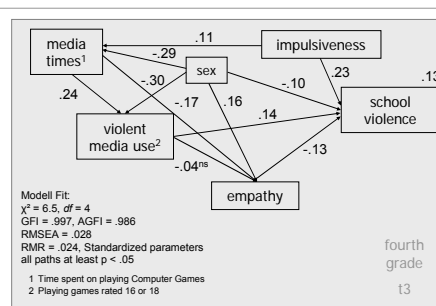 media
times1
.11
impulsiveness
-.29
sex
-.30
-.10
.23
.13
.24
-.17
.16
school
violence
violent
media use2
.14
-.04ns
-.13
empathy
Modell Fit:
χ² = 6.5, df = 4
GFI = .997, AGFI = .986
RMSEA = .028
RMR = .024, Standardized parameters
all paths at least p < .05
1 Time spent on playing Computer Games
2 Playing games rated 16 or 18
fourth
grade
t3